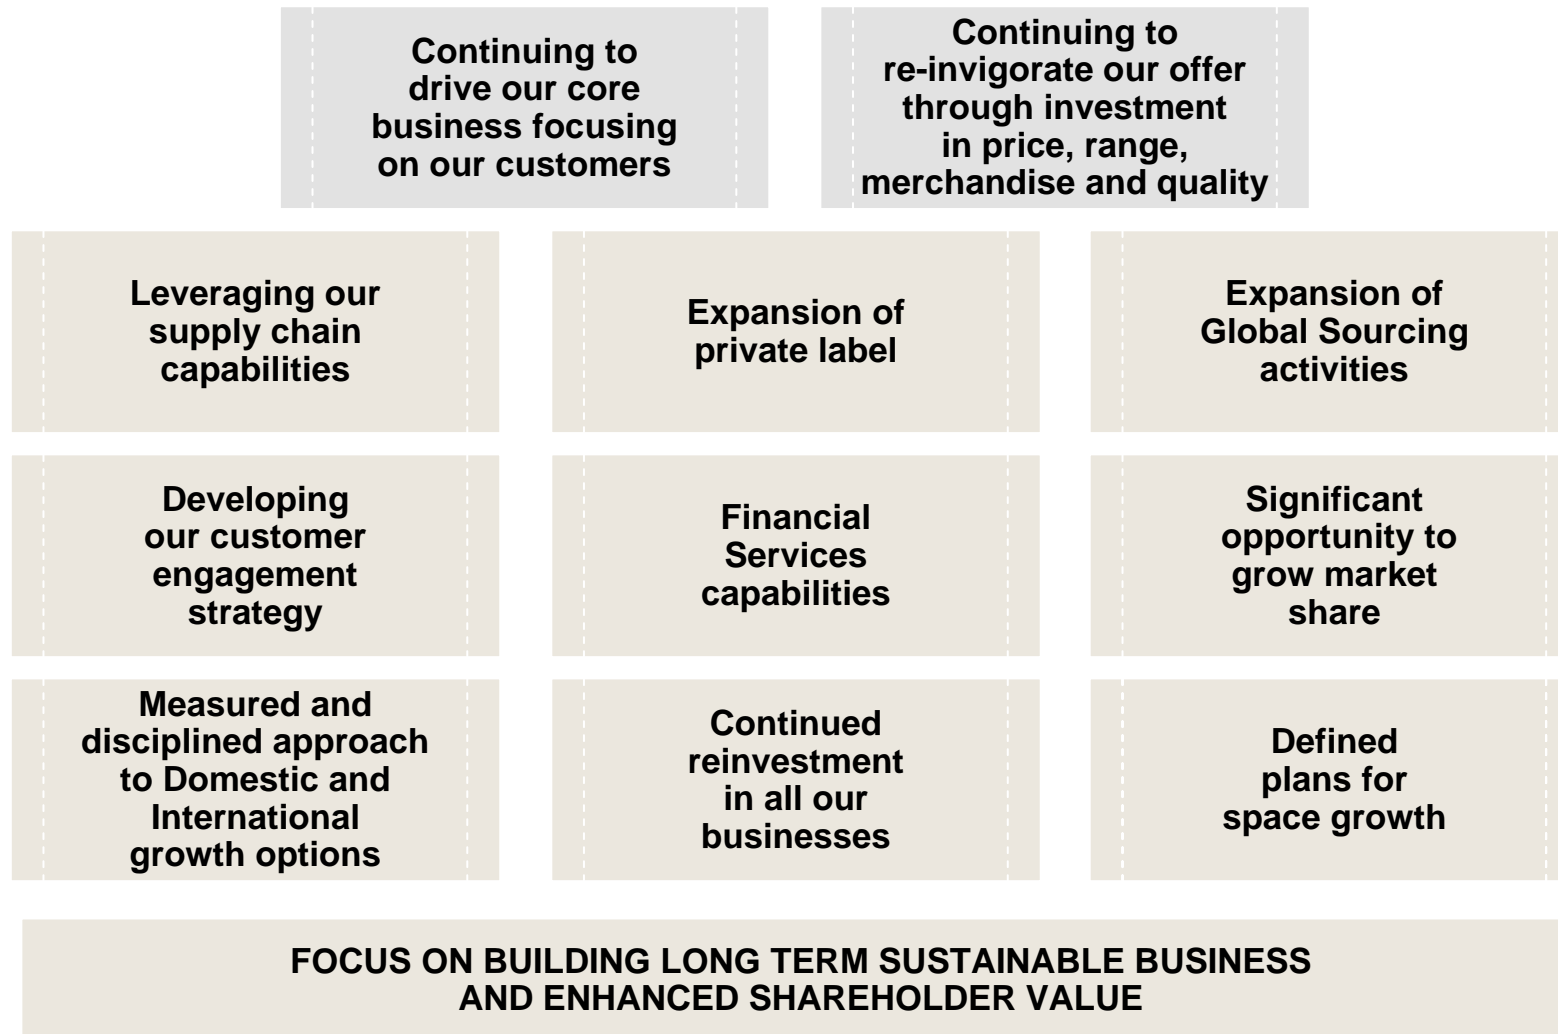 Continuing to
drive our core
business focusing
on our customers
Continuing to
re-invigorate our offer
through investment
in price, range,
merchandise and quality
Leveraging our
supply chain
capabilities
Expansion of
private label
Expansion of
Global Sourcing
activities
Developing
our customer
engagement
strategy
Financial
Services
capabilities
Significant
opportunity to
grow market
share
Measured and
disciplined approach
to Domestic and
International
growth options
Continued
reinvestment
in all our
businesses
Defined
plans for
space growth
FOCUS ON BUILDING LONG TERM SUSTAINABLE BUSINESS
AND ENHANCED SHAREHOLDER VALUE